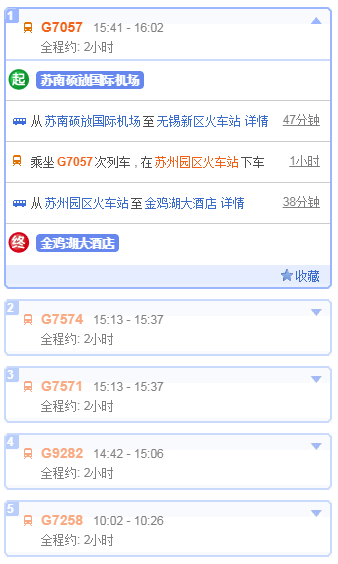 1
G7057 15:41 - 16:02
全程约: 2小时
起 苏南硕放国际机场
从 苏南硕放国际机场 至 无锡新区火车站 详情 47分钟
乘坐 G7057 次列车 , 在 苏州园区火车站 下车 1小时
从 苏州园区火车站 至 金鸡湖大酒店 详情 38分钟
终 金鸡湖大酒店
收藏
2
G7574 15:13 - 15:37
全程约: 2小时
3
G7571 15:13 - 15:37
全程约: 2小时
4
G9282 14:42 - 15:06
全程约: 2小时
5
G7258 10:02 - 10:26
全程约: 2小时